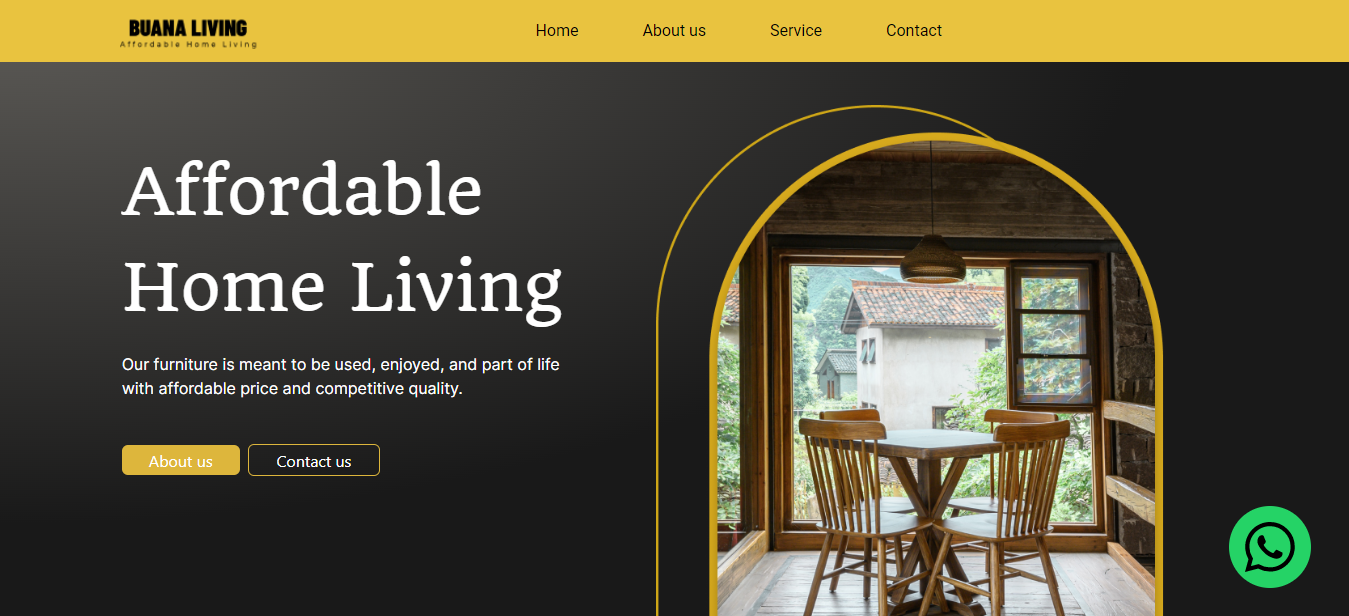 BUANA LIVING
Affordable Home Living
Home About us Service Contact
Affordable
Home Living
Our furniture is meant to be used, enjoyed, and part of life
with affordable price and competitive quality.
About us Contact us